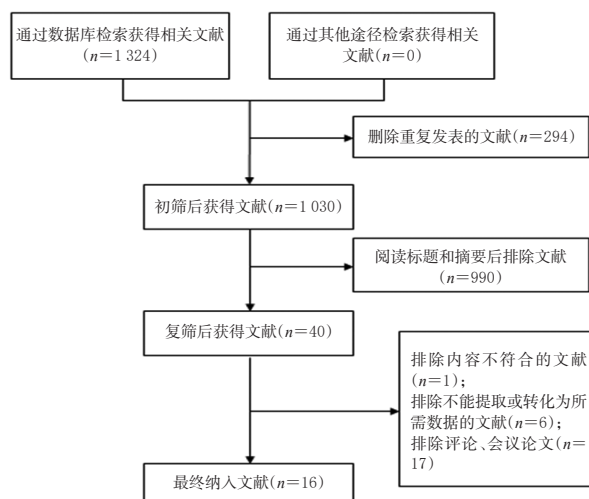 通过数据库检索获得相关文献
(n=1 324)
通过其他途径检索获得相关
文献(n=0)
删除重复发表的文献(n=294)
初筛后获得文献(n=1 030)
阅读标题和摘要后排除文献
(n=990)
复筛后获得文献(n=40)
排除内容不符合的文献
(n=1);
排除不能提取或转化为所
需数据的文献(n=6);
排除评论、会议论文(n=
17)
最终纳入文献(n=16)